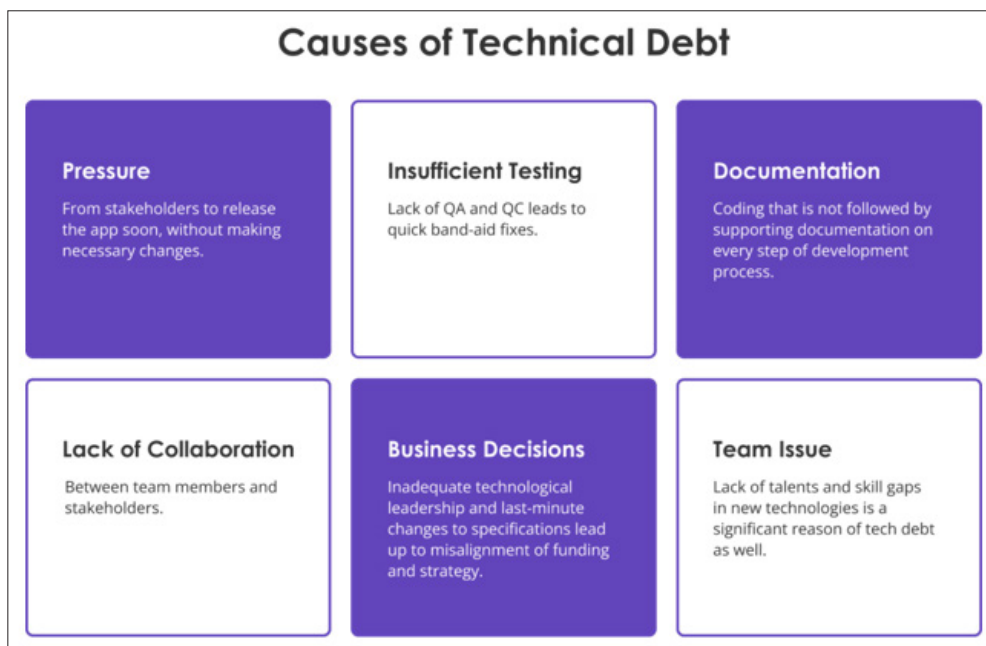 Causes of Technical Debt
Pressure
From stakeholders to release
the app soon, without making
necessary changes.
Insufficient Testing
Lack of QA and QC leads to
quick band-aid fixes.
Documentation
Coding that is not followed by
supporting documentation on
every step of development
process.
Lack of Collaboration
Between team members and
stakeholders.
Business Decisions
Inadequate technological
leadership and last-minute
changes to specifications lead
up to misalignment of funding
and strategy.
Team Issue
Lack of talents and skill gaps
in new technologies is a
significant reason of tech debt
as well.